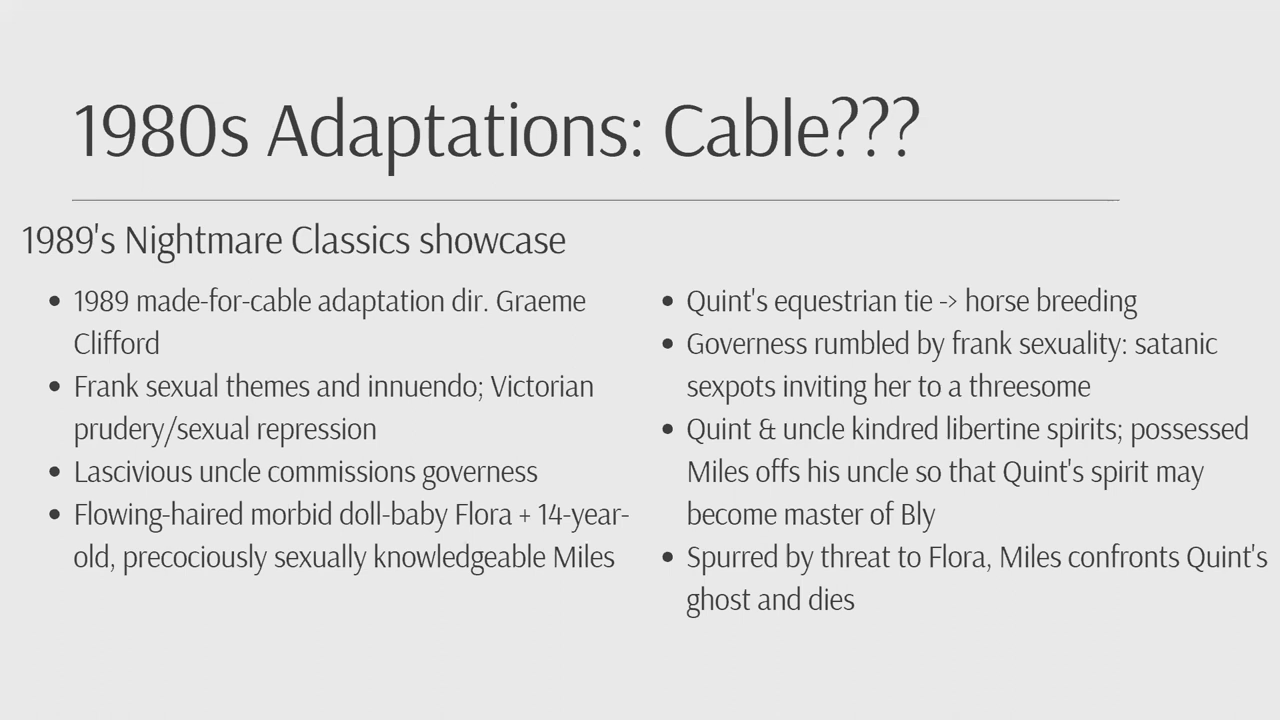 1980s Adaptations: Cable???
1989's Nightmare Classics showcase
• 1989 made-for-cable adaptation dir. Graeme
Clifford
• Frank sexual themes and innuendo; Victorian
prudery/sexual repression
• Lascivious uncle commissions governess
• Flowing-haired morbid doll-baby Flora + 14-year-
old, precociously sexually knowledgeable Miles
• Quint's equestrian tie -> horse breeding
• Governess rumbled by frank sexuality: satanic
sexpots inviting her to a threesome
• Quint & uncle kindred libertine spirits; possessed
Miles offs his uncle so that Quint's spirit may
become master of Bly
• Spurred by threat to Flora, Miles confronts Quint's
ghost and dies